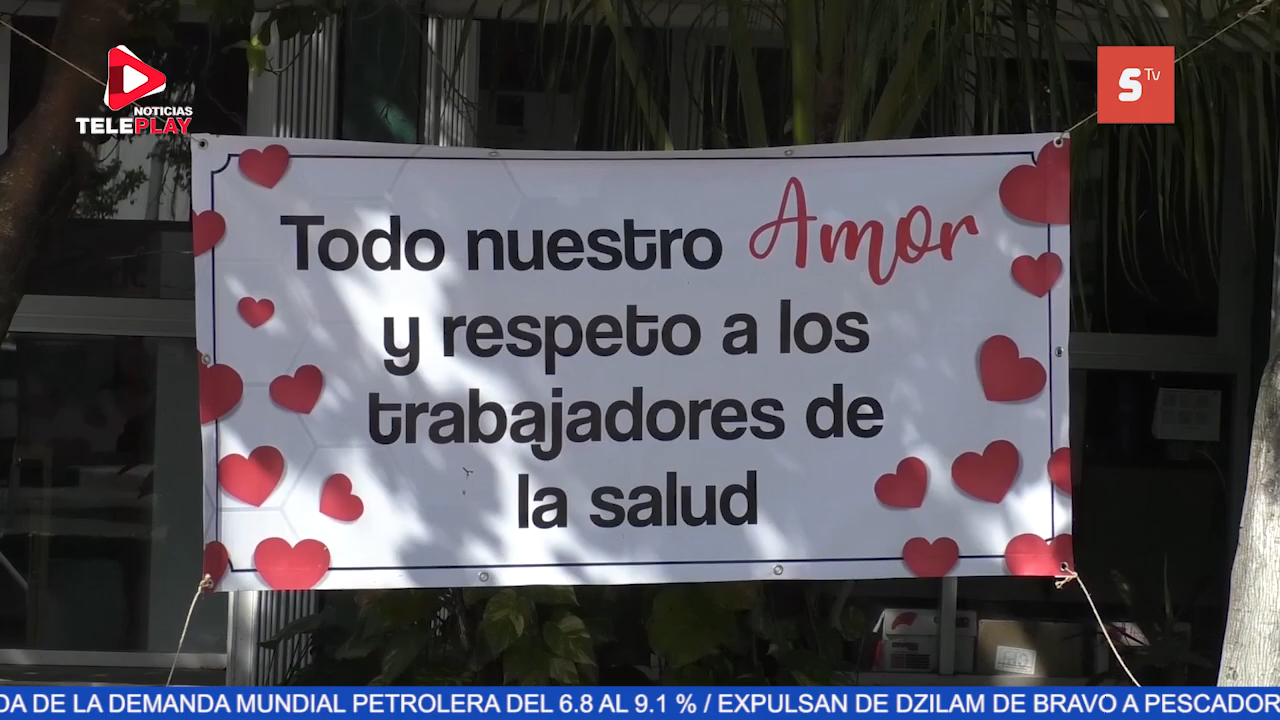 NOTICIAS
TELEPLAY
STv
Todo nuestro Amor
y respeto a los
trabajadores de
la salud
DA DE LA DEMANDA MUNDIAL PETROLERA DEL 6.8 AL 9.1 % / EXPULSAN DE DZILAM DE BRAVO A PESCADOR